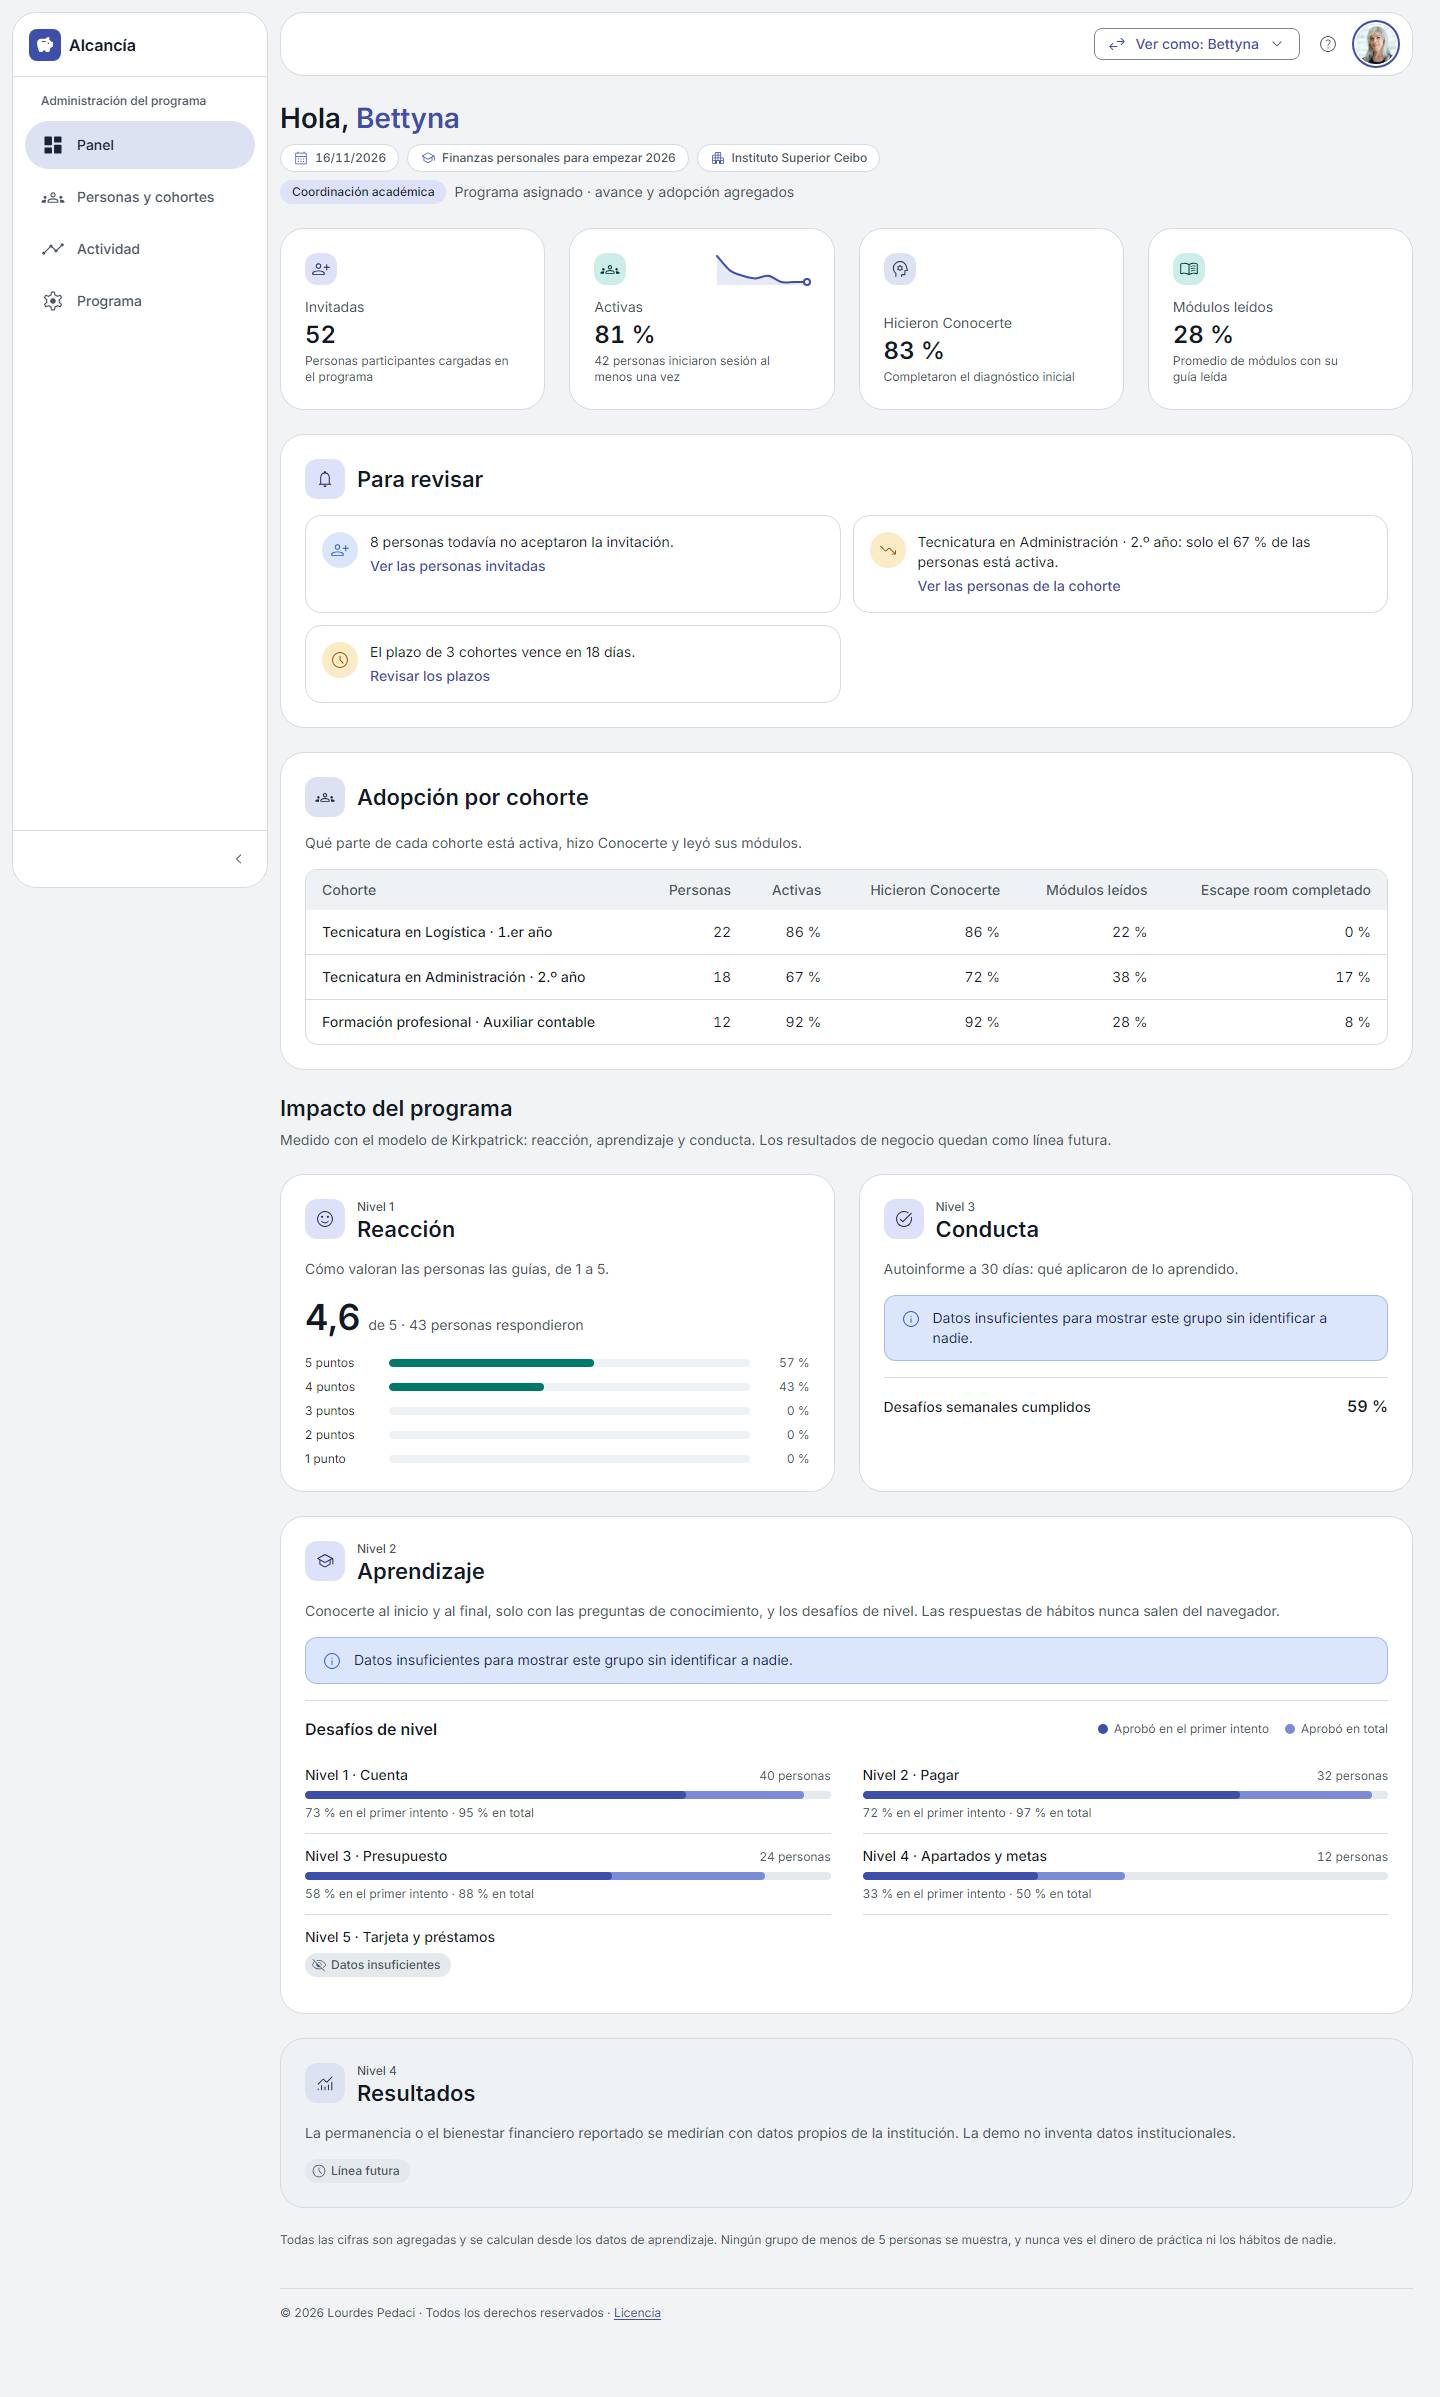 Alcancía
Ver como: Bettyna
Administración del programa
Panel
Personas y cohortes
Actividad
Programa
Hola, Bettyna
16/11/2026
Finanzas personales para empezar 2026
Instituto Superior Ceibo
Coordinación académica
Programa asignado · avance y adopción agregados
Invitadas
52
Personas participantes cargadas en
el programa
Activas
81 %
42 personas iniciaron sesión al
menos una vez
Hicieron Conocerte
83 %
Completaron el diagnóstico inicial
Módulos leídos
28 %
Promedio de módulos con su
guía leída
Para revisar
8 personas todavía no aceptaron la invitación.
Ver las personas invitadas
Tecnicatura en Administración · 2.º año: solo el 67 % de las
personas está activa.
Ver las personas de la cohorte
El plazo de 3 cohortes vence en 18 días.
Revisar los plazos
Adopción por cohorte
Qué parte de cada cohorte está activa, hizo Conocerte y leyó sus módulos.
Cohorte Personas Activas Hicieron Conocerte Módulos leídos Escape room completado
Tecnicatura en Logística · 1.er año 22 86 % 86 % 22 % 0 %
Tecnicatura en Administración · 2.º año 18 67 % 72 % 38 % 17 %
Formación profesional · Auxiliar contable 12 92 % 92 % 28 % 8 %
Impacto del programa
Medido con el modelo de Kirkpatrick: reacción, aprendizaje y conducta. Los resultados de negocio quedan como línea futura.
Nivel 1
Reacción
Cómo valoran las personas las guías, de 1 a 5.
4,6 de 5 · 43 personas respondieron
5 puntos 57 %
4 puntos 43 %
3 puntos 0 %
2 puntos 0 %
1 punto 0 %
Nivel 3
Conducta
Autoinforme a 30 días: qué aplicaron de lo aprendido.
Datos insuficientes para mostrar este grupo sin identificar a
nadie.
Desafíos semanales cumplidos 59 %
Nivel 2
Aprendizaje
Conocerte al inicio y al final, solo con las preguntas de conocimiento, y los desafíos de nivel. Las respuestas de hábitos nunca salen del navegador.
Datos insuficientes para mostrar este grupo sin identificar a nadie.
Desafíos de nivel
Aprobó en el primer intento
Aprobó en total
Nivel 1 · Cuenta 40 personas
73 % en el primer intento · 95 % en total
Nivel 2 · Pagar 32 personas
72 % en el primer intento · 97 % en total
Nivel 3 · Presupuesto 24 personas
58 % en el primer intento · 88 % en total
Nivel 4 · Apartados y metas 12 personas
33 % en el primer intento · 50 % en total
Nivel 5 · Tarjeta y préstamos
Datos insuficientes
Nivel 4
Resultados
La permanencia o el bienestar financiero reportado se medirían con datos propios de la institución. La demo no inventa datos institucionales.
Línea futura
Todas las cifras son agregadas y se calculan desde los datos de aprendizaje. Ningún grupo de menos de 5 personas se muestra, y nunca ves el dinero de práctica ni los hábitos de nadie.
© 2026 Lourdes Pedaci · Todos los derechos reservados · Licencia